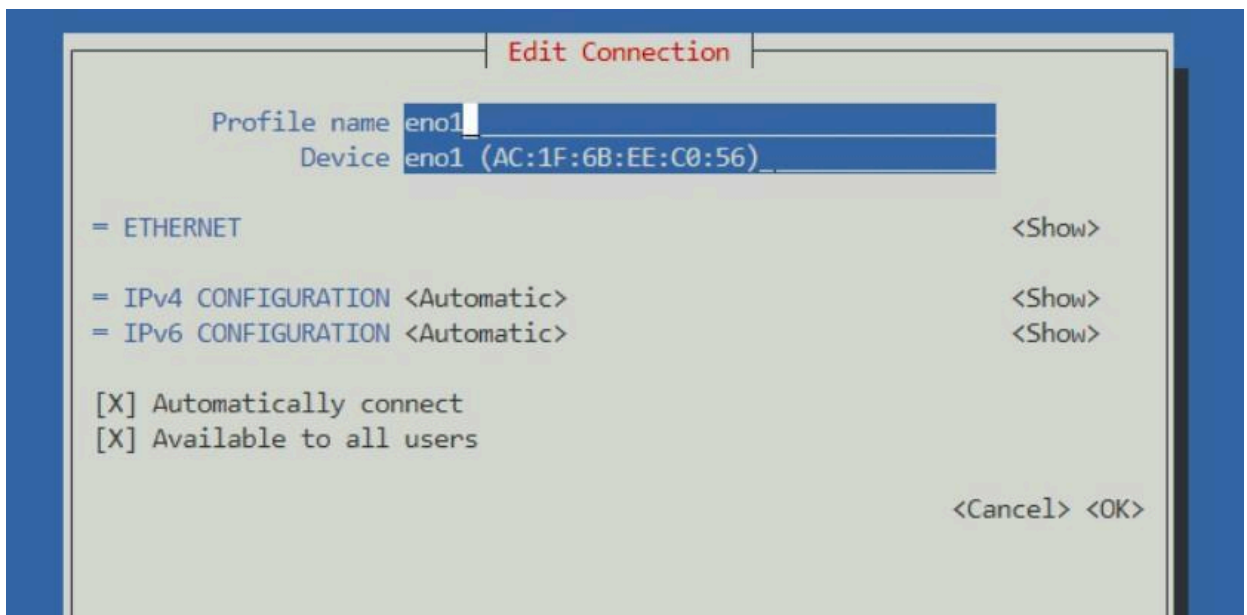 Edit Connection
Profile name eno1
Device eno1 (AC:1F:6B:EE:C0:56)
= ETHERNET <Show>
= IPv4 CONFIGURATION <Automatic> <Show>
= IPv6 CONFIGURATION <Automatic> <Show>
[X] Automatically connect
[X] Available to all users
<Cancel> <OK>